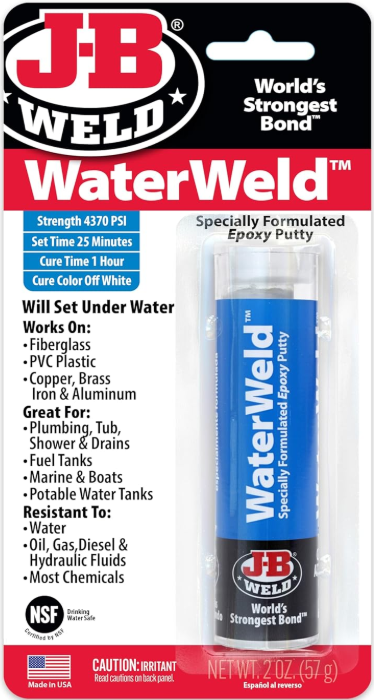 J-B
WELD
®
World's
Strongest
Bond™
WaterWeld™
Strength 4370 PSI
Set Time 25 Minutes
Cure Time 1 Hour
Cure Color Off White
Specially Formulated
Epoxy Putty
Will Set Under Water
Works On:
•Fiberglass
•PVC Plastic
•Copper, Brass
Iron & Aluminum
Great For:
•Plumbing, Tub,
Shower & Drains
•Fuel Tanks
•Marine & Boats
•Potable Water Tanks
Resistant To:
•Water
•Oil, Gas,Diesel &
Hydraulic Fluids
•Most Chemicals
WaterWeld™
Specially Formulated Epoxy Putty
J-B
WELD
World's
Strongest Bond™
NSF
Drinking
Water Safe
Certified by NSF
Made in USA
CAUTION: IRRITANT
Read cautions on back panel.
NET WT. 2 OZ. (57 g)
Español al reverso